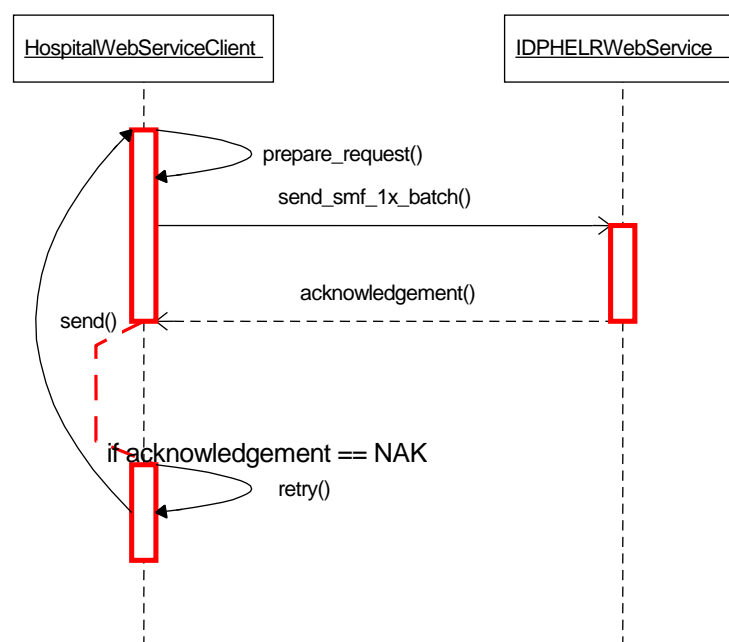 HospitalWebServiceClient
IDPHELRWebService
prepare_request()
send_smf_1x_batch()
acknowledgement()
send()
if acknowledgement == NAK
retry()